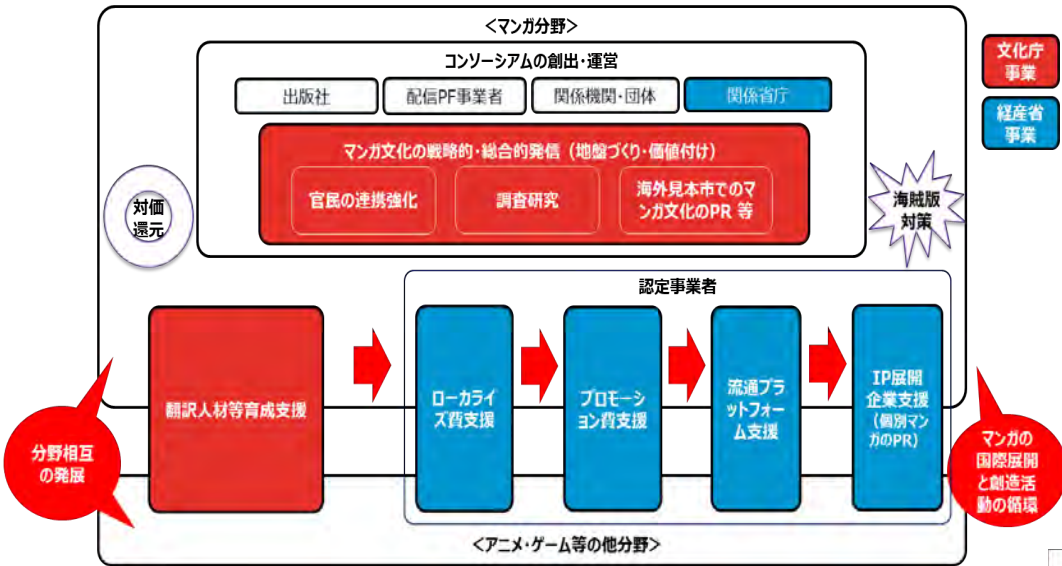 <マンガ分野>
コンソーシアムの創出・運営
出版社
配信PF事業者
関係機関・団体
関係省庁
マンガ文化の戦略的・総合的発信（地盤づくり・価値付け）
官民の連携強化
調査研究
海外見本市でのマ
ンガ文化のPR 等
文化庁
事業
経産省
事業
対価
還元
海賊版
対策
認定事業者
翻訳人材等育成支援
ローカライ
ズ費支援
プロモーシ
ョン費支援
流通プラ
ットフォー
ム支援
IP展開
企業支援
（個別マン
ガのPR）
分野相互
の発展
マンガの
国際展開
と創造活
動の循環
<アニメ・ゲーム等の他分野>